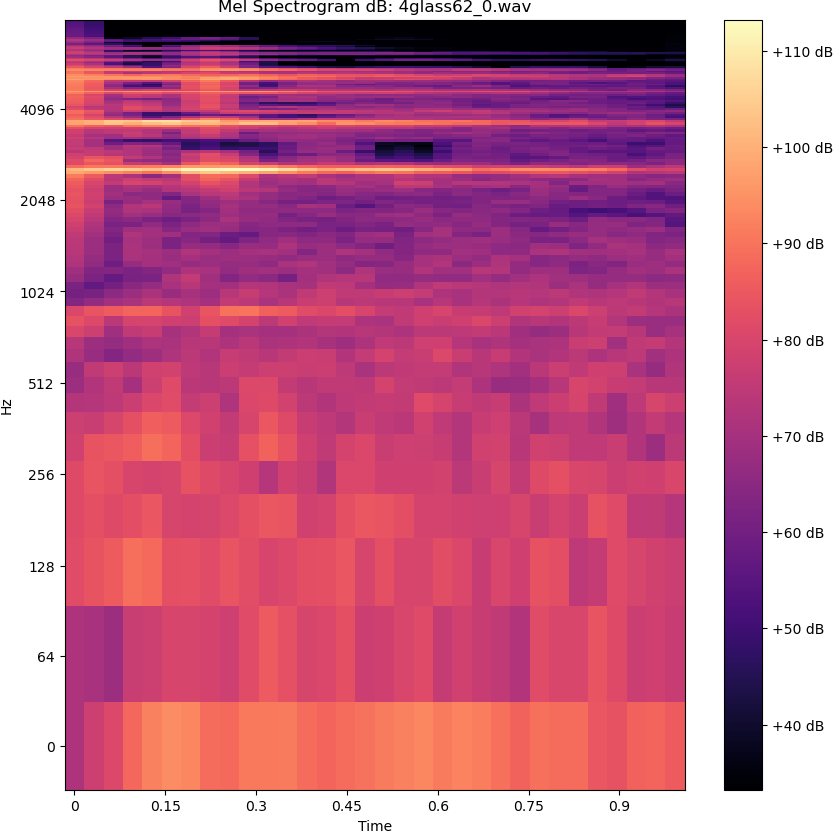 Mel Spectrogram dB: 4glass62_0.wav
4096
2048
1024
512
256
128
64
0
Hz
0 0.15 0.3 0.45 0.6 0.75 0.9
Time
+110 dB
+100 dB
+90 dB
+80 dB
+70 dB
+60 dB
+50 dB
+40 dB